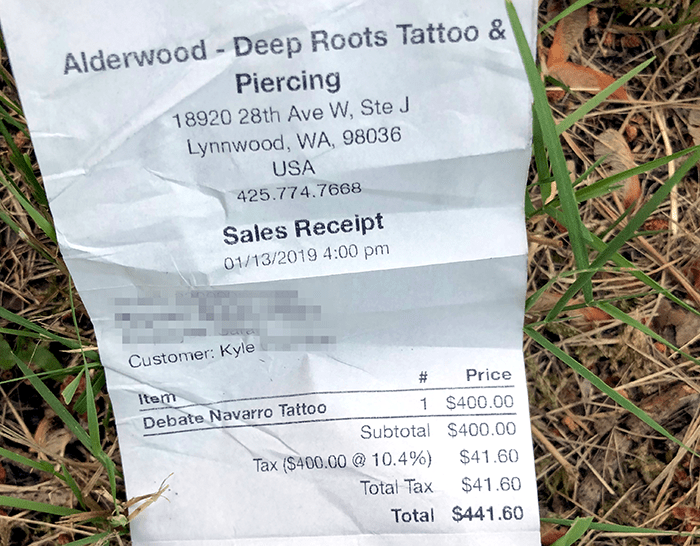 Alderwood - Deep Roots Tattoo &
Piercing
18920 28th Ave W, Ste J
Lynnwood, WA, 98036
USA
425.774.7668
Sales Receipt
01/13/2019 4:00 pm
Customer: Kyle
Item # Price
Debate Navarro Tattoo 1 $400.00
Subtotal $400.00
Tax ($400.00 @ 10.4%) $41.60
Total Tax $41.60
Total $441.60